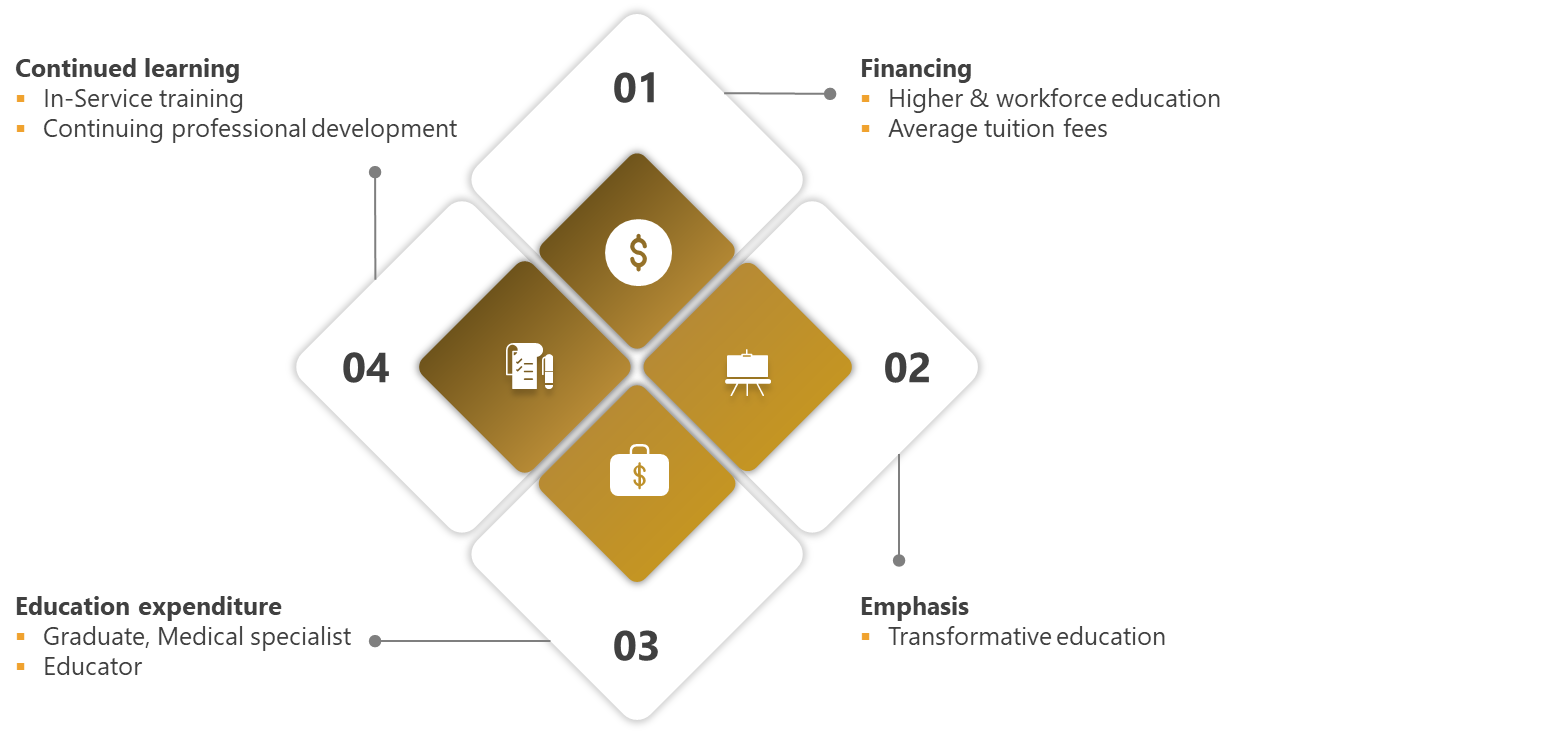 Continued learning
In-Service training
Continuing professional development
01
Financing
Higher & workforce education
Average tuition fees
$
04
02
$
Education expenditure
Graduate, Medical specialist
Educator
03
Emphasis
Transformative education